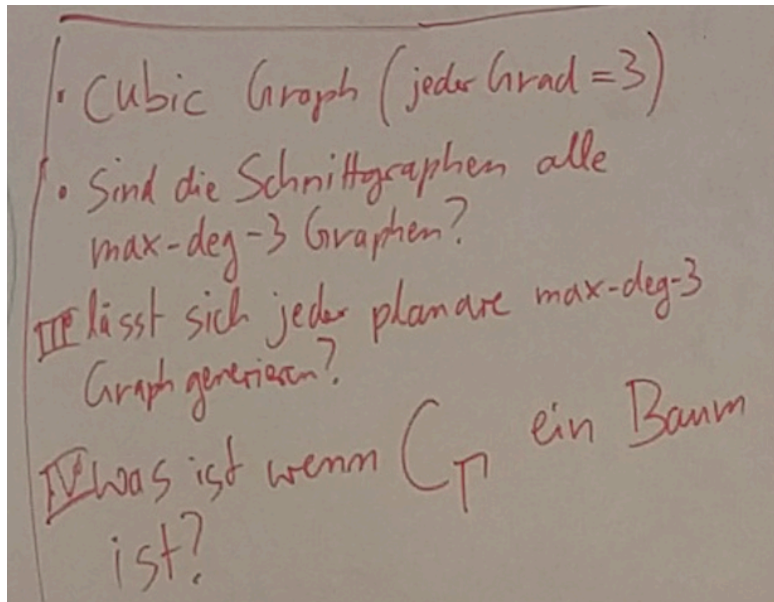 · Cubic Graph (jeder Grad = 3)
· Sind die Schnittgraphen alle
max-deg-3 Graphen?
III lässt sich jeder planare max-deg-3
Graph generieren?
IV was ist wenn C_Γ ein Baum
ist?